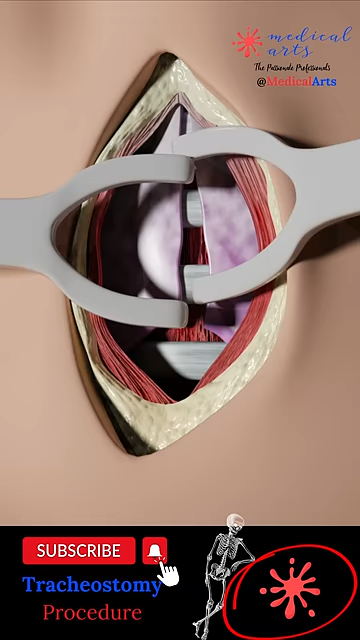 medical
arts
The Passionate Professionals
@MedicalArts
SUBSCRIBE
Tracheostomy
Procedure